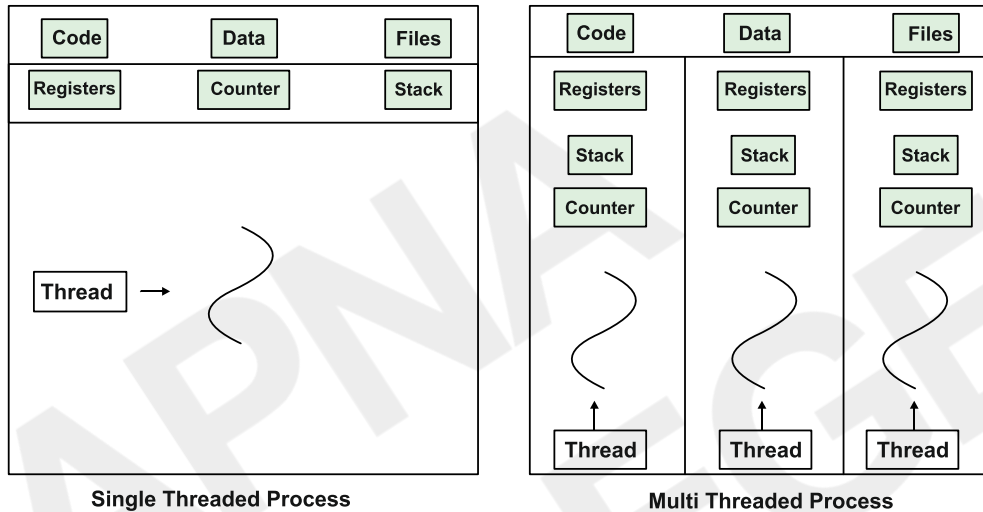 Code Data Files
Registers Counter Stack
Thread
Single Threaded Process
Code Data Files
Registers Registers Registers
Stack Stack Stack
Counter Counter Counter
Thread Thread Thread
Multi Threaded Process
APNA
EGE